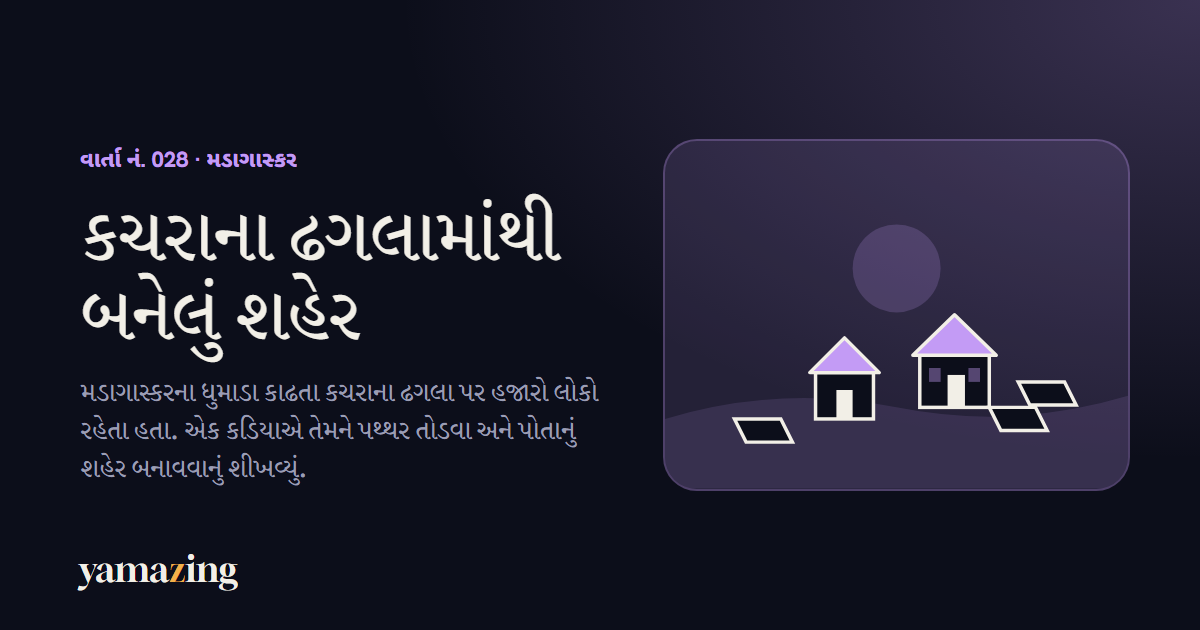 વાર્તા નં. 028 · મડાગાસ્કર
કચરાના ઢગલામાંથી
બનેલું શહેર
મડાગાસ્કરના ધુમાડા કાઢતા કચરાના ઢગલા પર હજારો લોકો
રહેતા હતા. એક કડિયાએ તેમને પથ્થર તોડવા અને પોતાનું
શહેર બનાવવાનું શીખવ્યું.
yamazing